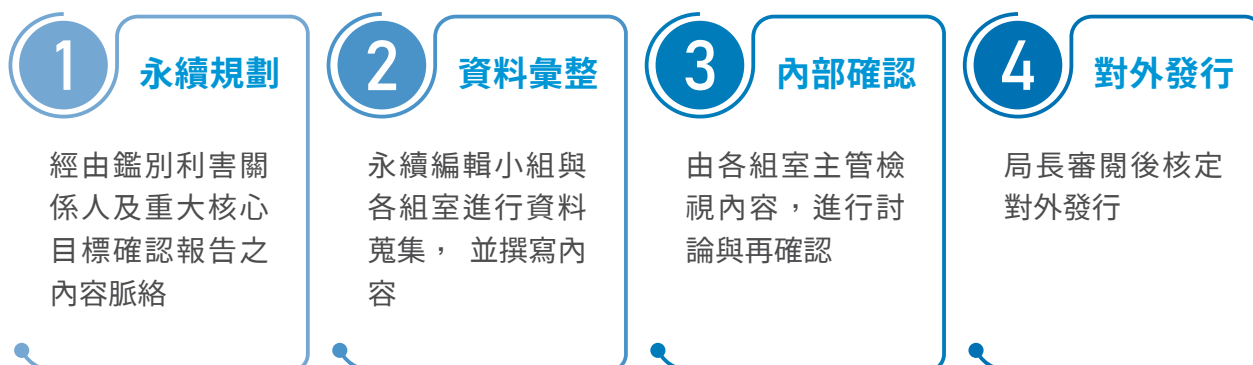 1
永續規劃
經由鑑別利害關
係人及重大核心
目標確認報告之
內容脈絡
2
資料彙整
永續編輯小組與
各組室進行資料
蒐集， 並撰寫內
容
3
內部確認
由各組室主管檢
視內容，進行討
論與再確認
4
對外發行
局長審閱後核定
對外發行